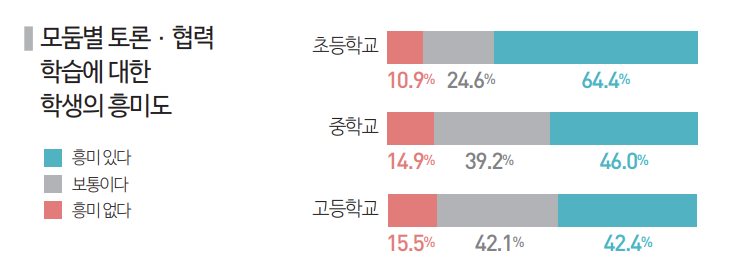 모둠별 토론 · 협력
학습에 대한
학생의 흥미도
흥미 있다
보통이다
흥미 없다
초등학교
10.9% 24.6% 64.4%
중학교
14.9% 39.2% 46.0%
고등학교
15.5% 42.1% 42.4%